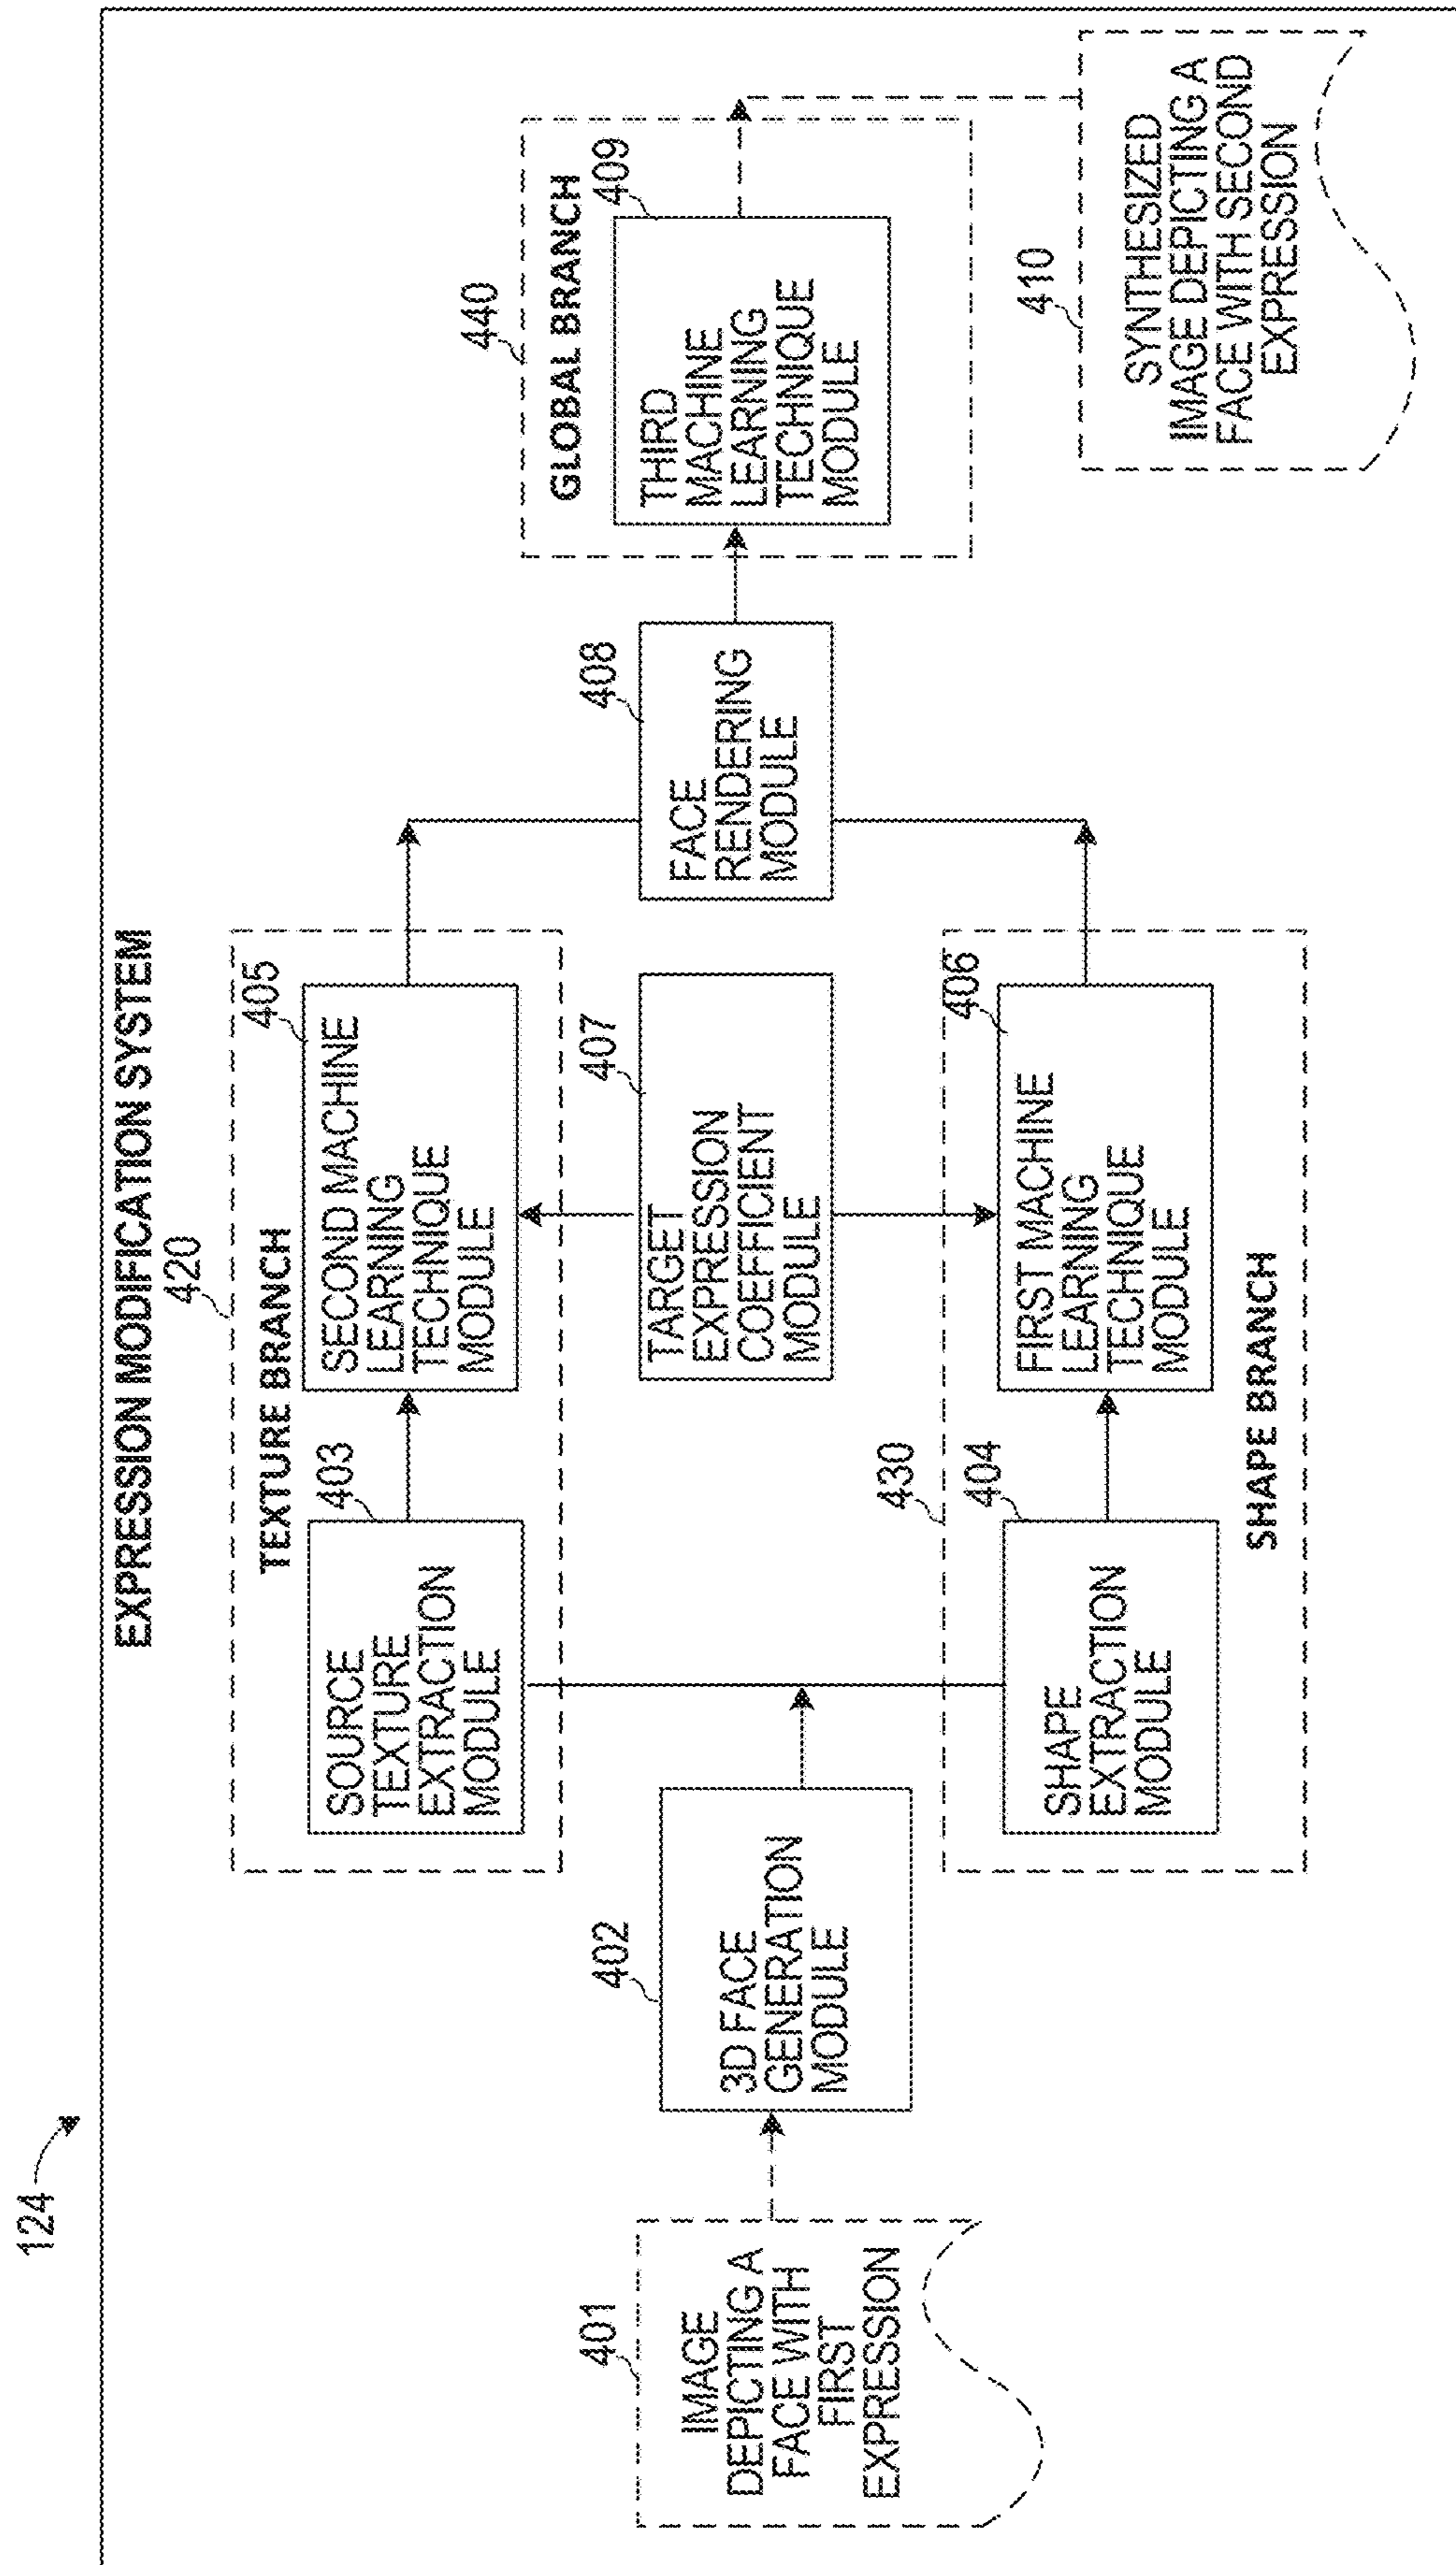 124
EXPRESSION MODIFICATION SYSTEM
420
TEXTURE BRANCH
401
IMAGE
DEPICTING A
FACE WITH
FIRST
EXPRESSION
402
3D FACE
GENERATION
MODULE
403
SOURCE
TEXTURE
EXTRACTION
MODULE
405
SECOND MACHINE
LEARNING
TECHNIQUE
MODULE
407
TARGET
EXPRESSION
COEFFICIENT
MODULE
430
404
SHAPE
EXTRACTION
MODULE
406
FIRST MACHINE
LEARNING
TECHNIQUE
MODULE
SHAPE BRANCH
408
FACE
RENDERING
MODULE
440
GLOBAL BRANCH
409
THIRD
MACHINE
LEARNING
TECHNIQUE
MODULE
410
SYNTHESIZED
IMAGE DEPICTING A
FACE WITH SECOND
EXPRESSION